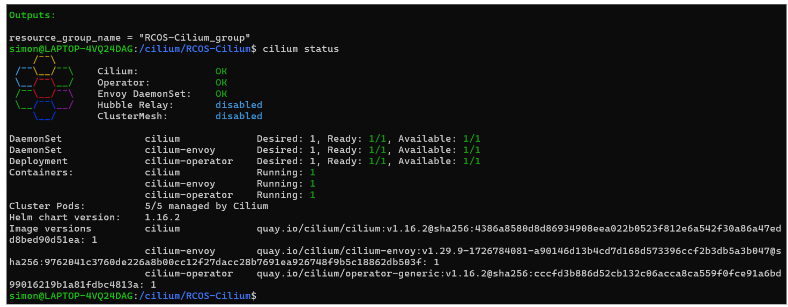 Outputs:
resource_group_name = "RCOS-Cilium_group"
simon@LAPTOP-4VQ24DAG:/cilium/RCOS-Cilium$ cilium status
Cilium: OK
Operator: OK
Envoy DaemonSet: OK
Hubble Relay: disabled
ClusterMesh: disabled
DaemonSet cilium Desired: 1, Ready: 1/1, Available: 1/1
DaemonSet cilium-envoy Desired: 1, Ready: 1/1, Available: 1/1
Deployment cilium-operator Desired: 1, Ready: 1/1, Available: 1/1
Containers: cilium Running: 1
cilium-envoy Running: 1
cilium-operator Running: 1
Cluster Pods: 5/5 managed by Cilium
Helm chart version: 1.16.2
Image versions cilium quay.io/cilium/cilium:v1.16.2@sha256:4386a8580d8d86934908eea022b0523f812e6a542f30a86a47ed
d8bed90d51ea: 1
cilium-envoy quay.io/cilium/cilium-envoy:v1.29.9-1726784081-a90146d13b4cd7d168d573396ccf2b3db5a3b047@s
ha256:9762041c3760de226a8b00cc12f27dacc28b7691ea926748f9b5c18862db503f: 1
cilium-operator quay.io/cilium/operator-generic:v1.16.2@sha256:cccfd3b886d52cb132c06acca8ca559f0fce91a6bd
99016219b1a81fdbc4813a: 1
simon@LAPTOP-4VQ24DAG:/cilium/RCOS-Cilium$